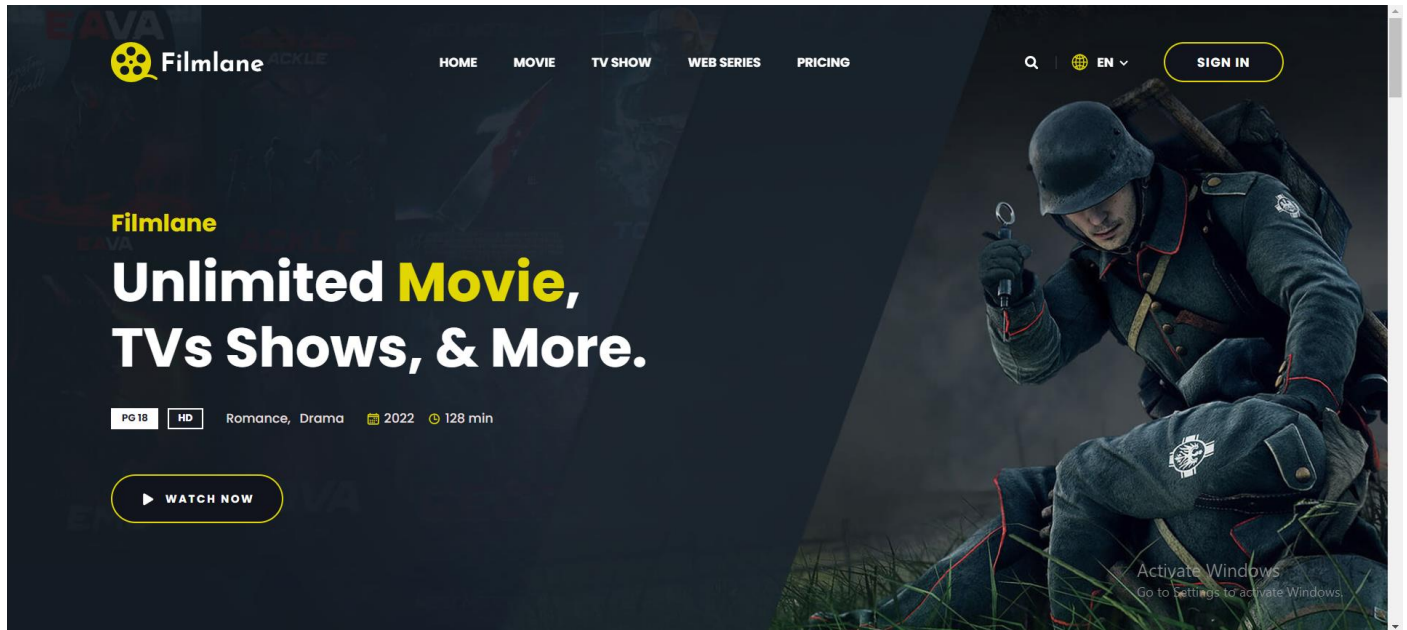 Filmlane
HOME MOVIE TV SHOW WEB SERIES PRICING
EN
SIGN IN
Filmlane
Unlimited Movie,
TVs Shows, & More.
PG 18 HD Romance, Drama 2022 128 min
WATCH NOW
Activate Windows
Go to Settings to activate Windows.